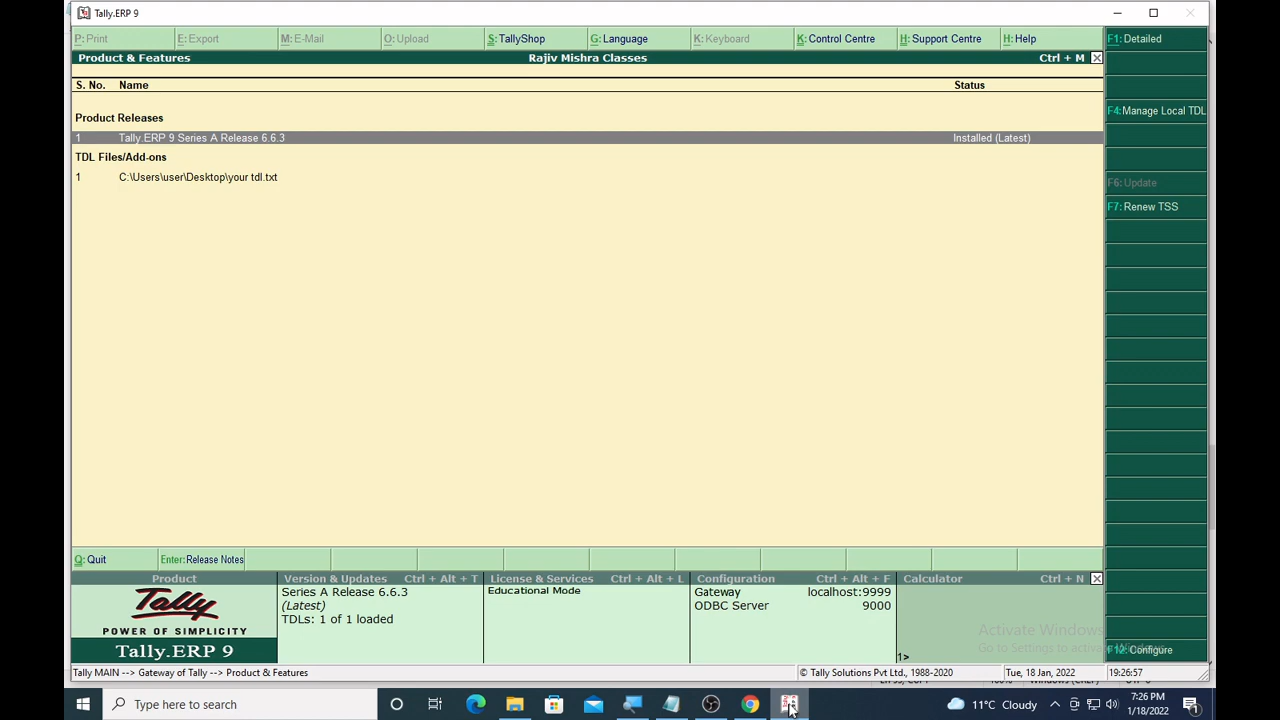 Tally.ERP 9
P: Print
E: Export
M: E-Mail
O: Upload
S: TallyShop
G: Language
K: Keyboard
K: Control Centre
H: Support Centre
H: Help
F1: Detailed
Product & Features
Rajiv Mishra Classes
Ctrl + M
S. No. Name Status
F4: Manage Local TDL
Product Releases
1 Tally.ERP 9 Series A Release 6.6.3 Installed (Latest)
TDL Files/Add-ons
1 C:\Users\user\Desktop\your tdl.txt
F6: Update
F7: Renew TSS
Q: Quit
Enter: Release Notes
Product
Version & Updates Ctrl + Alt + T
License & Services Ctrl + Alt + L
Configuration Ctrl + Alt + F
Calculator Ctrl + N
Tally
POWER OF SIMPLICITY
Tally.ERP 9
Series A Release 6.6.3
(Latest)
TDLs: 1 of 1 loaded
Educational Mode
Gateway localhost:9999
ODBC Server 9000
1>
Activate Windows
Go to Settings to activate
F12: Configure
Tally MAIN --> Gateway of Tally --> Product & Features
© Tally Solutions Pvt Ltd., 1988-2020
Tue, 18 Jan, 2022
19:26:57
Type here to search
11°C Cloudy
7:26 PM
1/18/2022
1